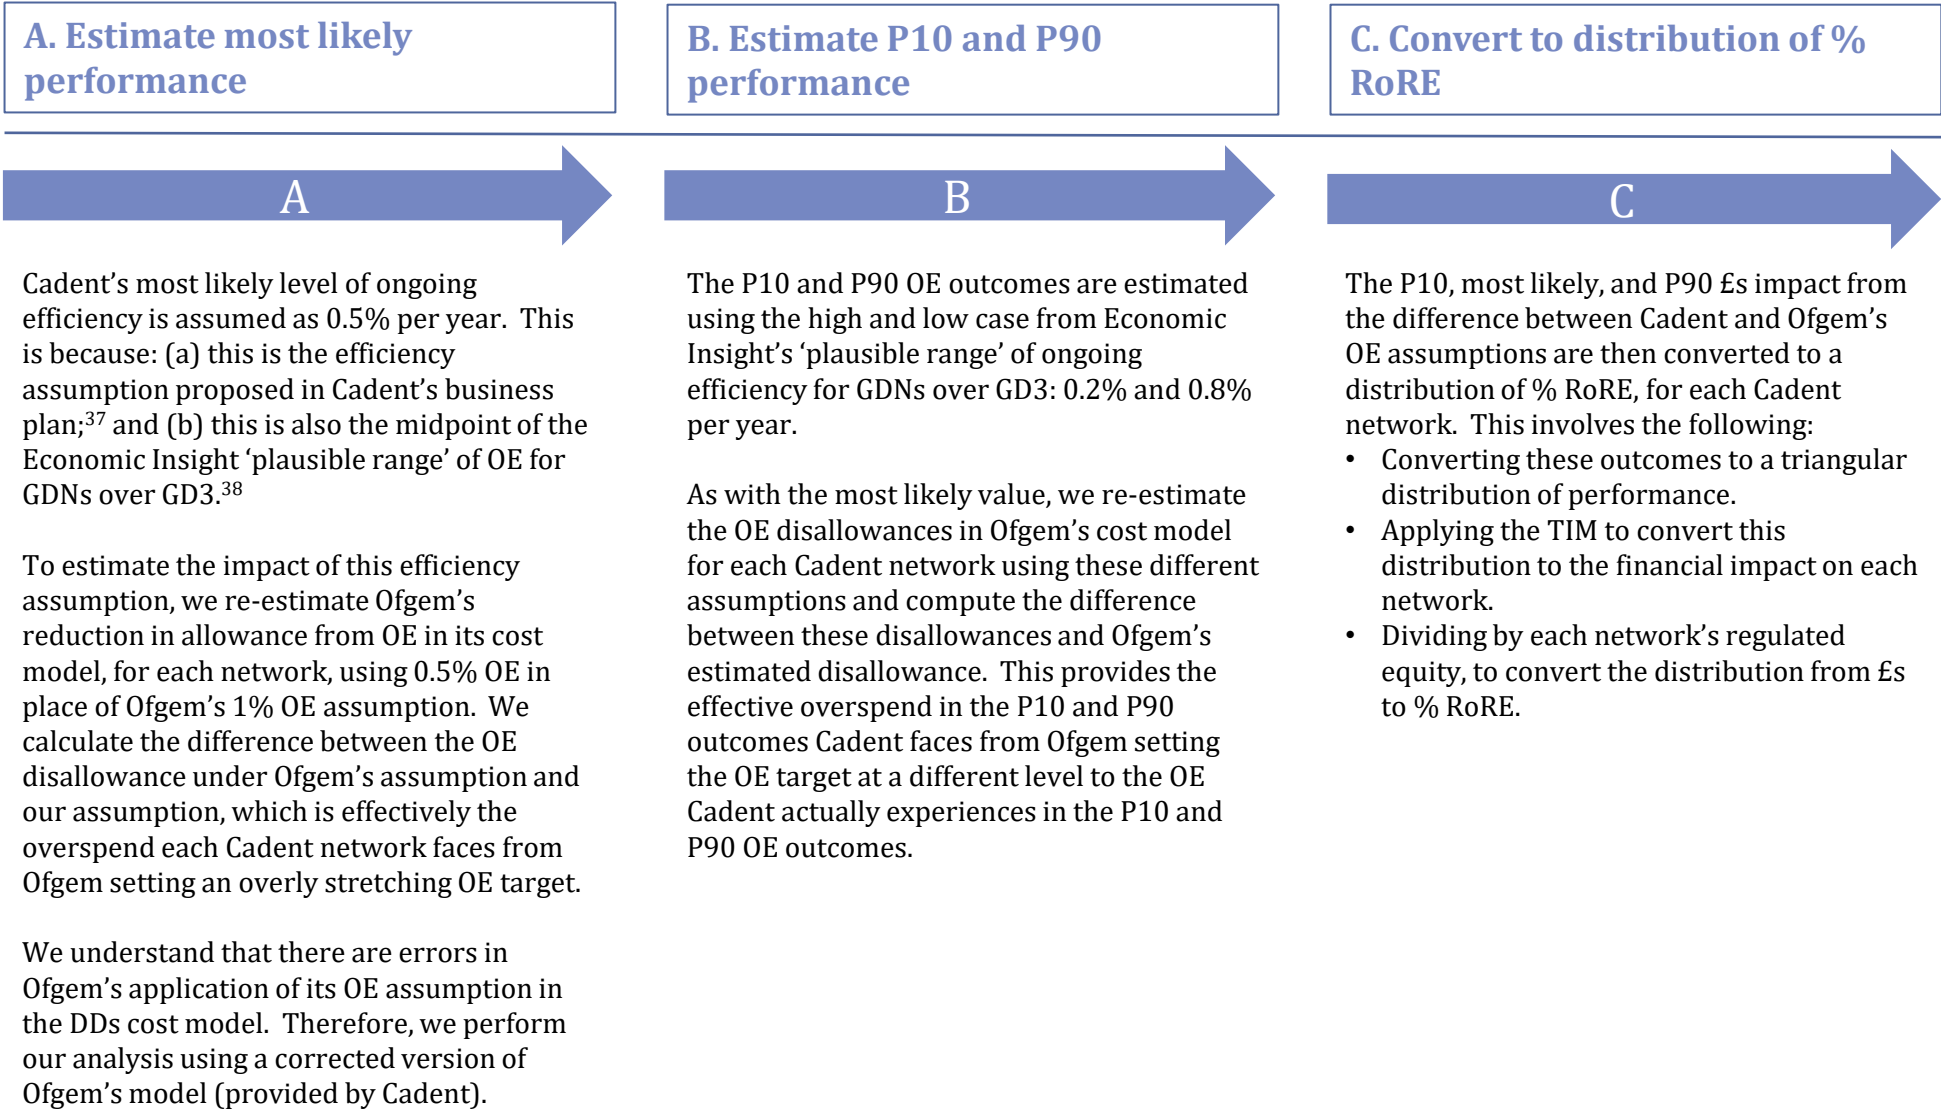 A. Estimate most likely
performance
B. Estimate P10 and P90
performance
C. Convert to distribution of %
RoRE
A
B
C
Cadent’s most likely level of ongoing
efficiency is assumed as 0.5% per year.  This
is because: (a) this is the efficiency
assumption proposed in Cadent’s business
plan;³⁷ and (b) this is also the midpoint of the
Economic Insight ‘plausible range’ of OE for
GDNs over GD3.³⁸
To estimate the impact of this efficiency
assumption, we re-estimate Ofgem’s
reduction in allowance from OE in its cost
model, for each network, using 0.5% OE in
place of Ofgem’s 1% OE assumption.  We
calculate the difference between the OE
disallowance under Ofgem’s assumption and
our assumption, which is effectively the
overspend each Cadent network faces from
Ofgem setting an overly stretching OE target.
We understand that there are errors in
Ofgem’s application of its OE assumption in
the DDs cost model.  Therefore, we perform
our analysis using a corrected version of
Ofgem’s model (provided by Cadent).
The P10 and P90 OE outcomes are estimated
using the high and low case from Economic
Insight’s ‘plausible range’ of ongoing
efficiency for GDNs over GD3: 0.2% and 0.8%
per year.
As with the most likely value, we re-estimate
the OE disallowances in Ofgem’s cost model
for each Cadent network using these different
assumptions and compute the difference
between these disallowances and Ofgem’s
estimated disallowance.  This provides the
effective overspend in the P10 and P90
outcomes Cadent faces from Ofgem setting
the OE target at a different level to the OE
Cadent actually experiences in the P10 and
P90 OE outcomes.
The P10, most likely, and P90 £s impact from
the difference between Cadent and Ofgem’s
OE assumptions are then converted to a
distribution of % RoRE, for each Cadent
network.  This involves the following:
• Converting these outcomes to a triangular
distribution of performance.
• Applying the TIM to convert this
distribution to the financial impact on each
network.
• Dividing by each network’s regulated
equity, to convert the distribution from £s
to % RoRE.